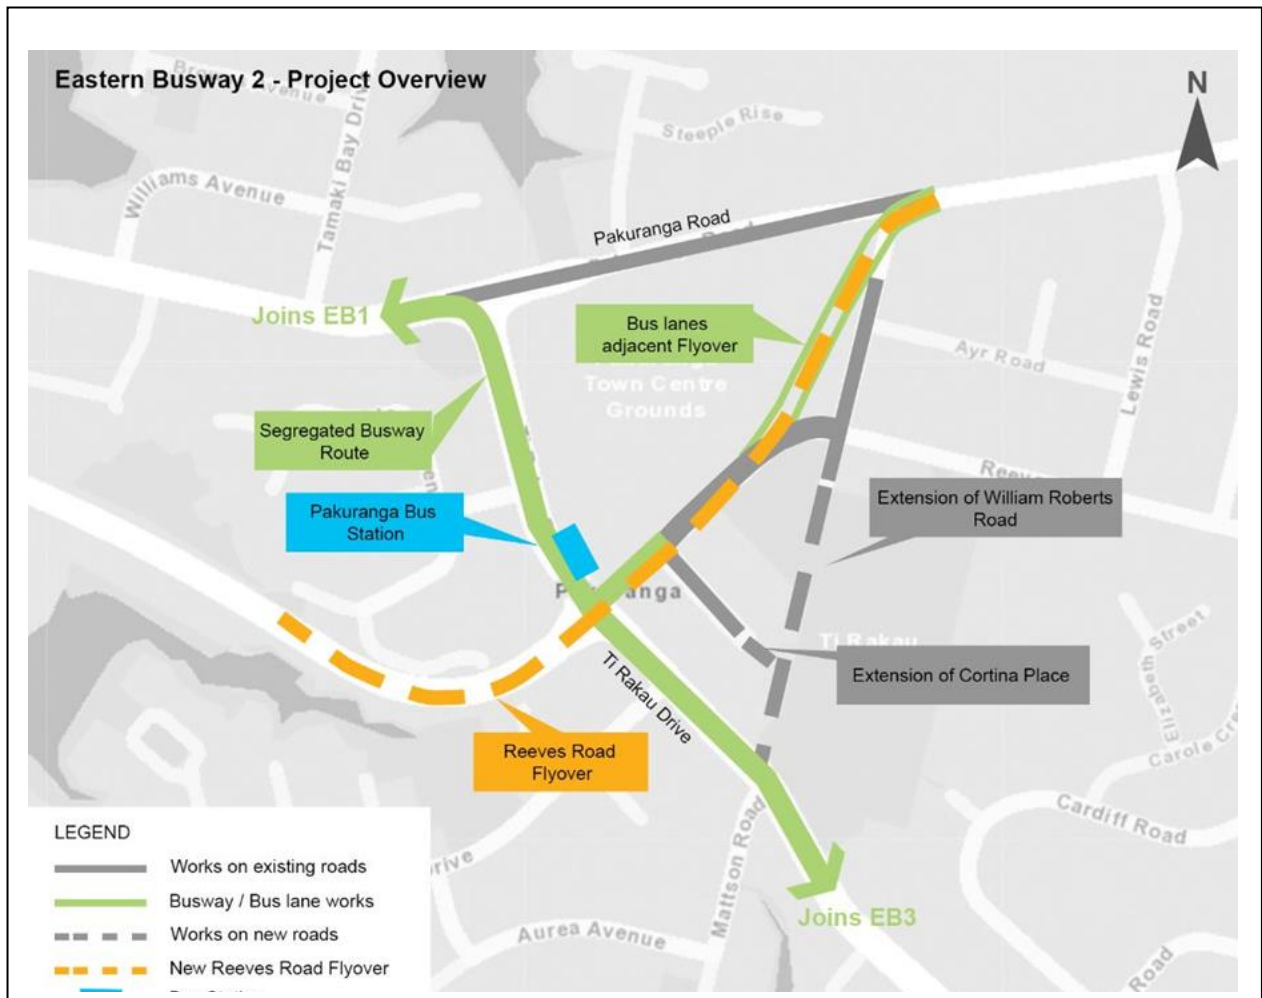 Eastern Busway 2 - Project Overview
N
Steeple Rise
Williams Avenue
Tamaki Bay Drive
Pakuranga Road
Joins EB1
Bus lanes
adjacent Flyover
Ayr Road
Lewis Road
Town Centre
Grounds
Segregated Busway
Route
Pakuranga Bus
Station
Extension of William Roberts
Road
Ti Rakau
Extension of Cortina Place
Elizabeth Street
Carole
Ti Rakau Drive
Reeves Road
Flyover
Cardiff Road
Mattson Road
Joins EB3
Aurea Avenue
Road
LEGEND
Works on existing roads
Busway / Bus lane works
Works on new roads
New Reeves Road Flyover